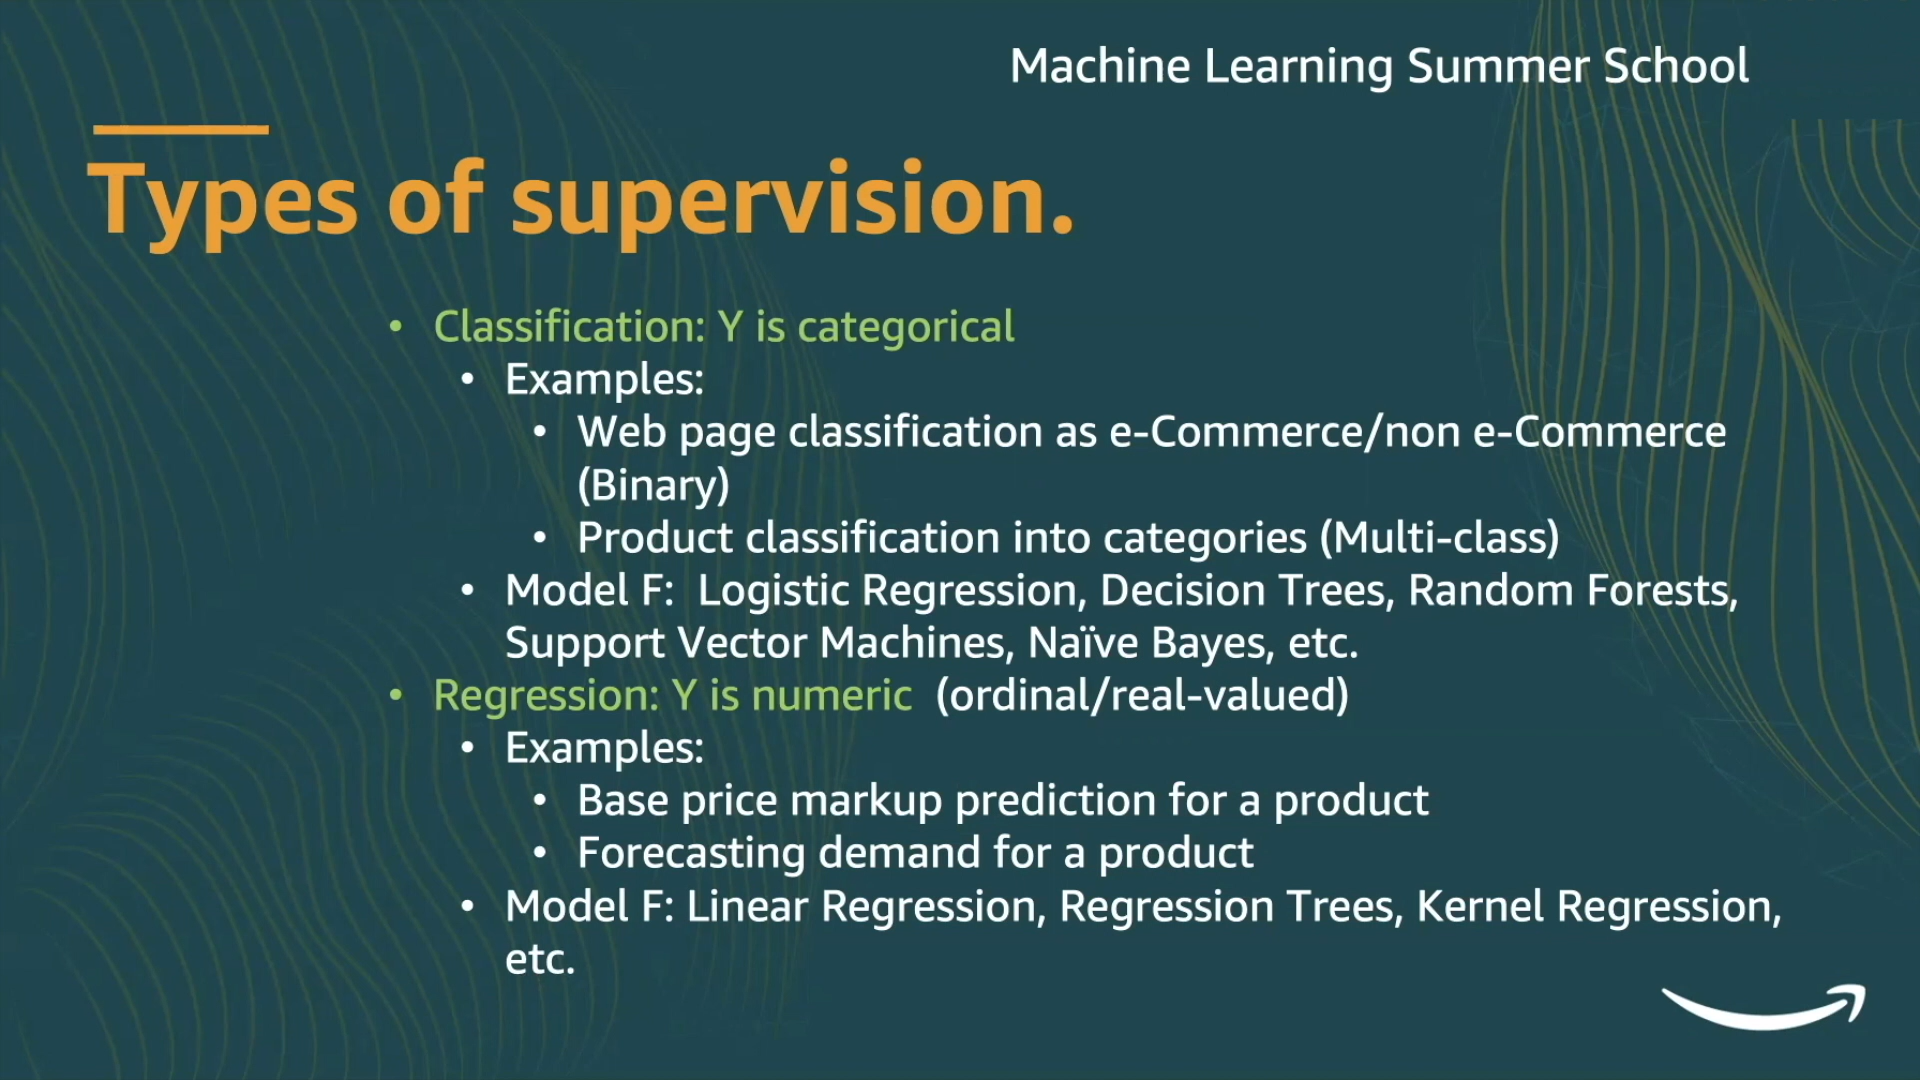 Machine Learning Summer School
Types of supervision.
• Classification: Y is categorical
• Examples:
• Web page classification as e-Commerce/non e-Commerce
(Binary)
• Product classification into categories (Multi-class)
• Model F:  Logistic Regression, Decision Trees, Random Forests,
Support Vector Machines, Naïve Bayes, etc.
• Regression: Y is numeric  (ordinal/real-valued)
• Examples:
• Base price markup prediction for a product
• Forecasting demand for a product
• Model F: Linear Regression, Regression Trees, Kernel Regression,
etc.